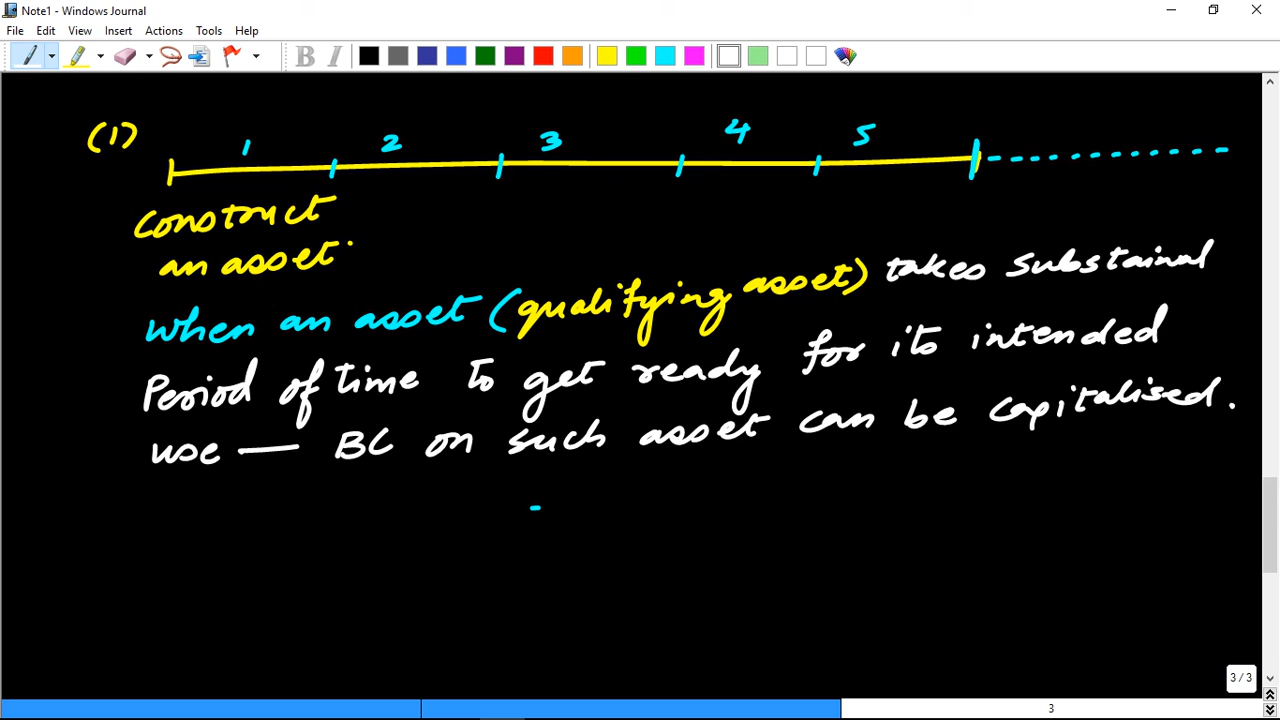 Note1 - Windows Journal
File Edit View Insert Actions Tools Help
B I
(1) 1 2 3 4 5
Construct
an asset.
When an asset (qualifying asset) takes substainal
Period of time to get ready for its intended
use — BC on such asset can be capitalised.
3 / 3
3